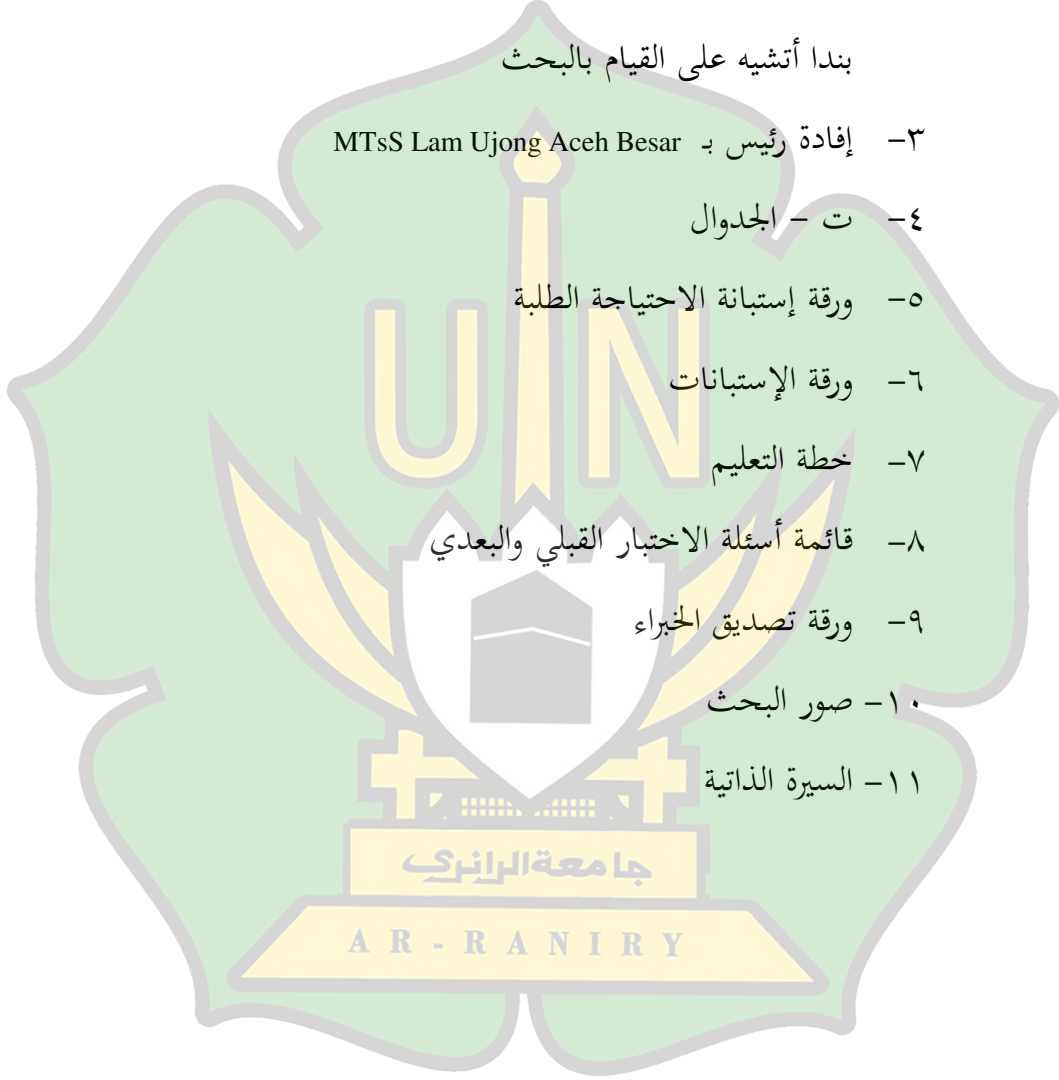 بندا أتشيه على القيام بالبحث
٣- إفادة رئيس بـ MTsS Lam Ujong Aceh Besar
٤- ت – الجدوال
٥- ورقة إستبانة الاحتياجة الطلبة
٦- ورقة الإستبانات
٧- خطة التعليم
٨- قائمة أسئلة الاختبار القبلي والبعدي
٩- ورقة تصديق الخبراء
١٠- صور البحث
١١- السيرة الذاتية
UIN
جامعة الرانري
AR-RANIRY